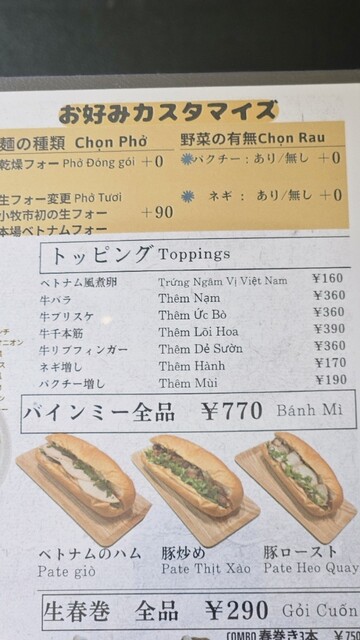 お好みカスタマイズ
麺の種類 Chọn Phở
野菜の有無Chọn Rau
乾燥フォー Phở Đóng gói +0
パクチー：あり/無し +0
生フォー変更 Phở Tươi
小牧市初の生フォー +90
本場ベトナムフォー
ネギ： あり/無し +0
トッピング Toppings
ベトナム風煮卵 Trứng Ngâm Vị Việt Nam ¥160
牛バラ Thêm Nạm ¥360
牛ブリスケ Thêm Ức Bò ¥360
牛千本筋 Thêm Lõi Hoa ¥390
牛リブフィンガー Thêm Dẻ Sườn ¥360
ネギ増し Thêm Hành ¥170
パクチー増し Thêm Mùi ¥190
バインミー全品 ¥770 Bánh Mì
ベトナムのハム
Pate giò
豚炒め
Pate Thịt Xào
豚ロースト
Pate Heo Quay
生春巻 全品 ¥290 Gỏi Cuốn
COMBO 春巻き3本